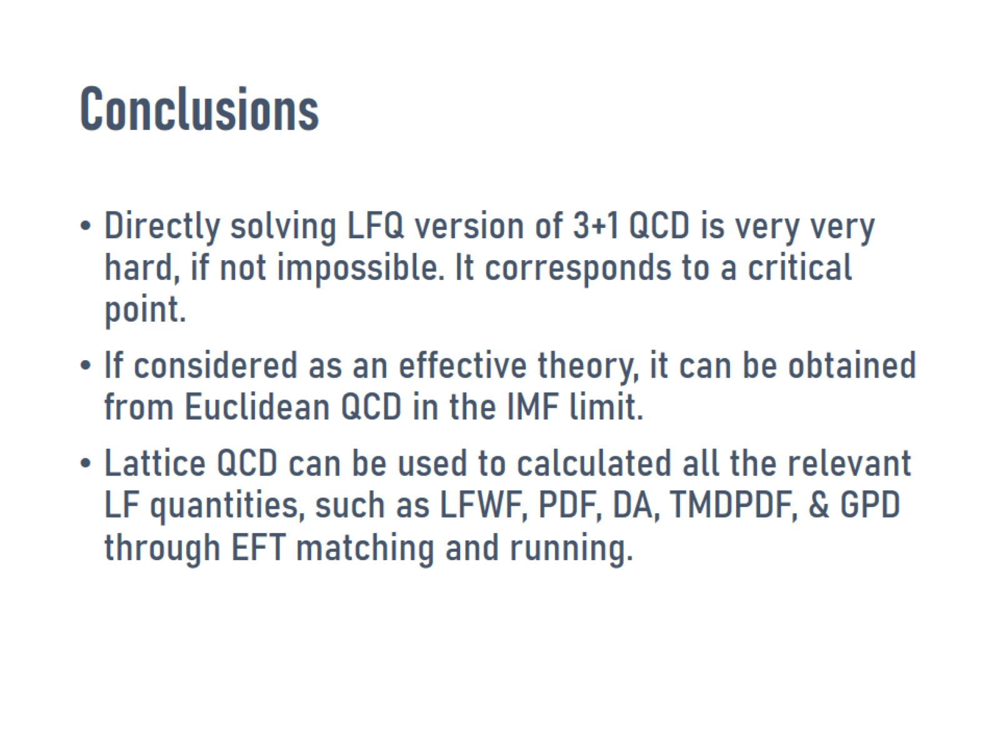 Conclusions
• Directly solving LFQ version of 3+1 QCD is very very
hard, if not impossible. It corresponds to a critical
point.
• If considered as an effective theory, it can be obtained
from Euclidean QCD in the IMF limit.
• Lattice QCD can be used to calculated all the relevant
LF quantities, such as LFWF, PDF, DA, TMDPDF, & GPD
through EFT matching and running.